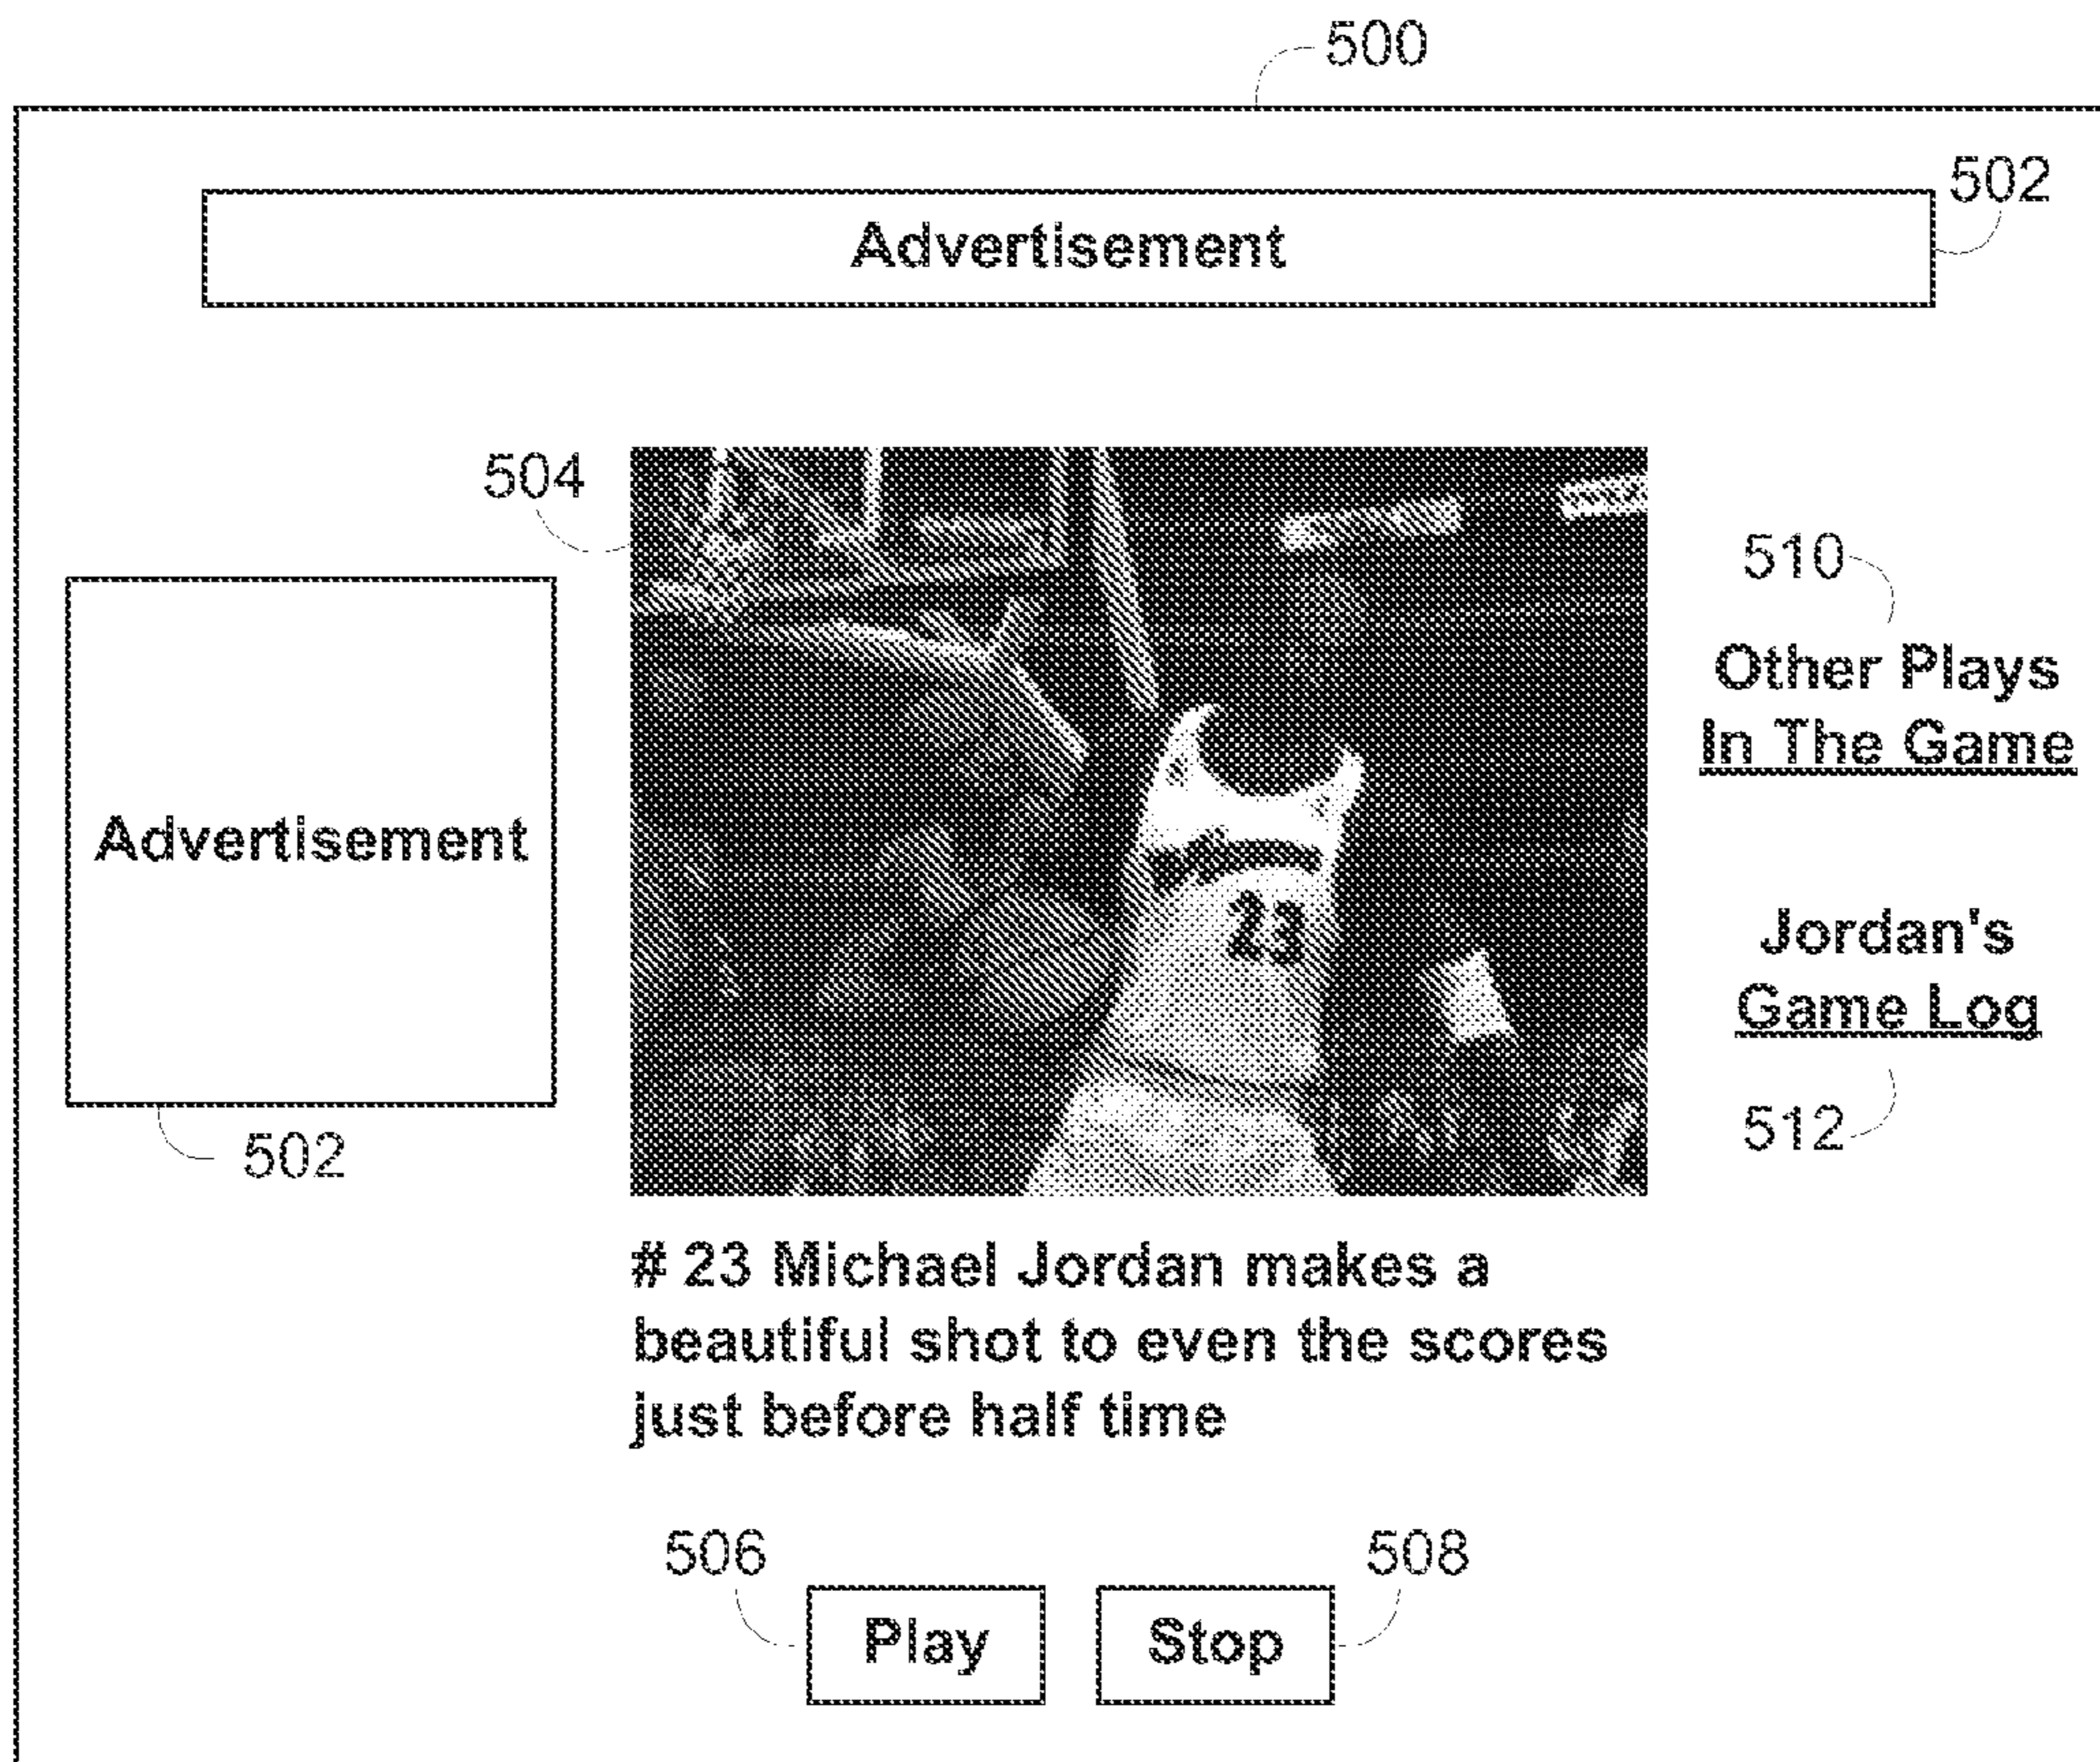 500
502
Advertisement
504
510
Other Plays
In The Game
Advertisement
23
Jordan's
Game Log
502
512
# 23 Michael Jordan makes a
beautiful shot to even the scores
just before half time
506
508
Play
Stop